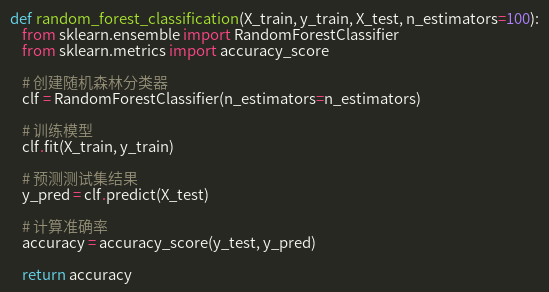 def random_forest_classification(X_train, y_train, X_test, n_estimators=100):
from sklearn.ensemble import RandomForestClassifier
from sklearn.metrics import accuracy_score
# 创建随机森林分类器
clf = RandomForestClassifier(n_estimators=n_estimators)
# 训练模型
clf.fit(X_train, y_train)
# 预测测试集结果
y_pred = clf.predict(X_test)
# 计算准确率
accuracy = accuracy_score(y_test, y_pred)
return accuracy